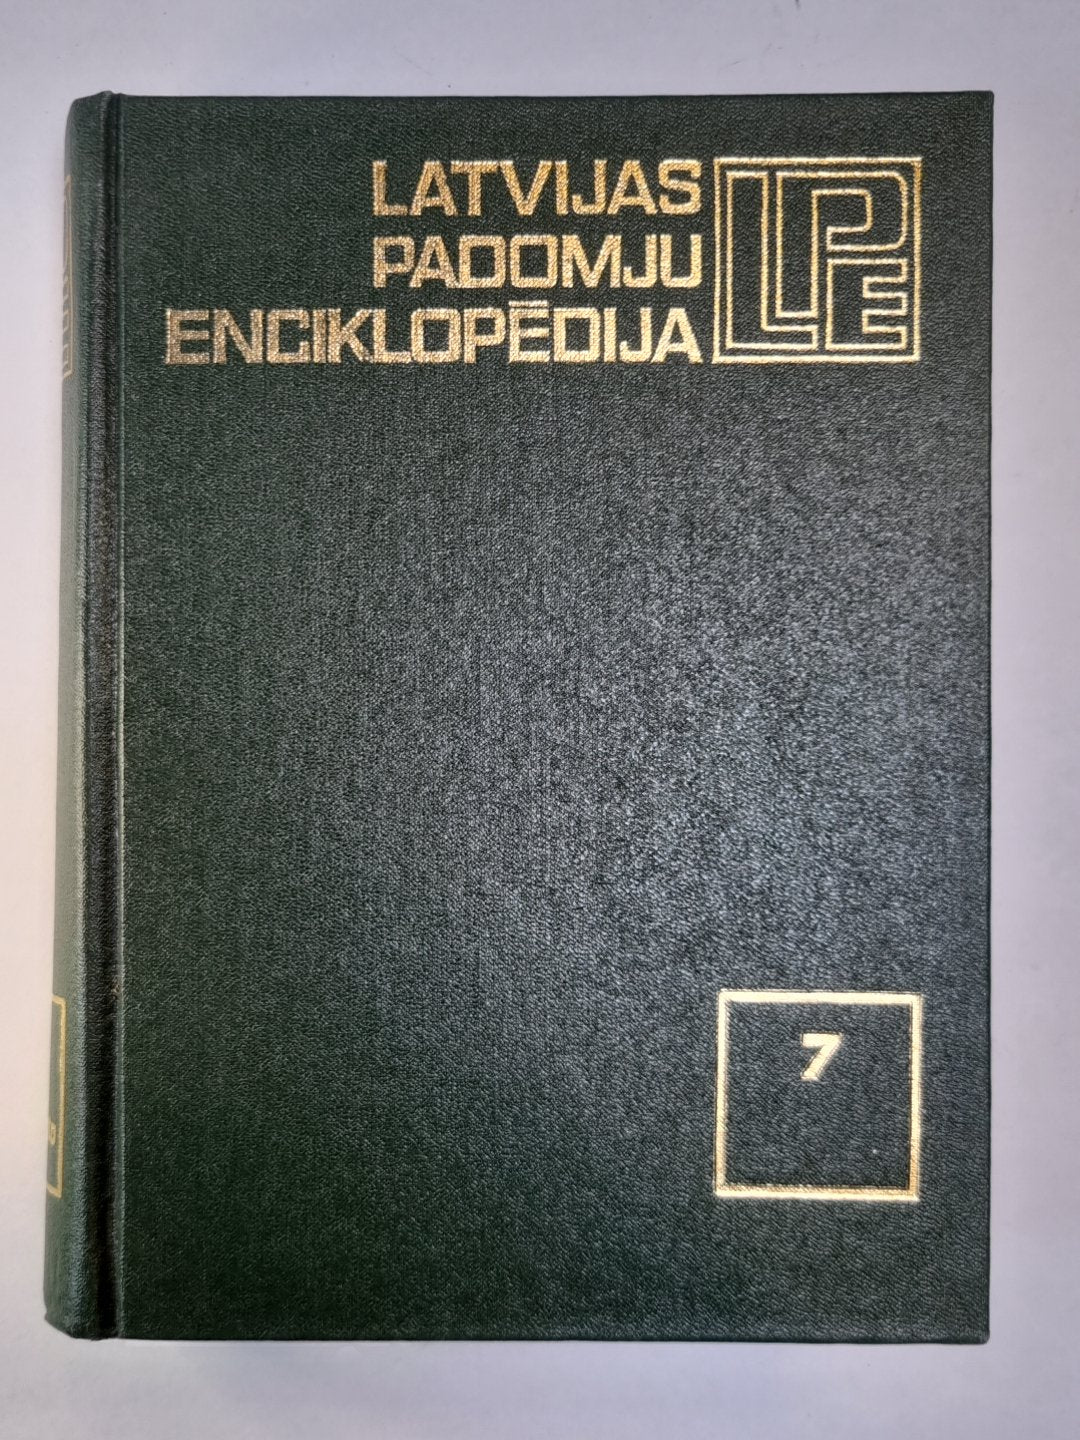 LATVIJAS
PADOMJU
ENCIKLOPĒDIJA
LPE
7